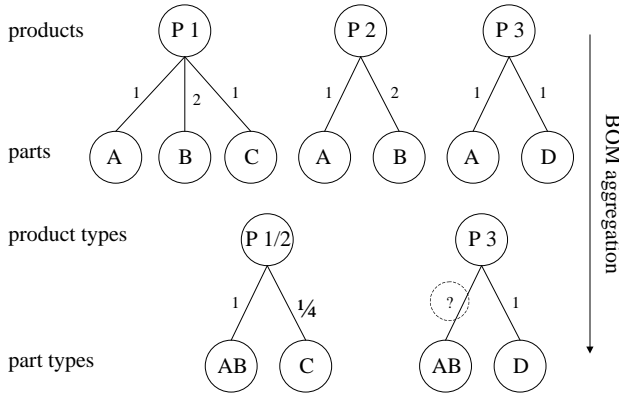 products P 1 P 2 P 3
1 2 1 1 2 1 1
parts A B C A B A D
product types P 1/2 P 3
1 ¼ ? 1
part types AB C AB D
BOM aggregation